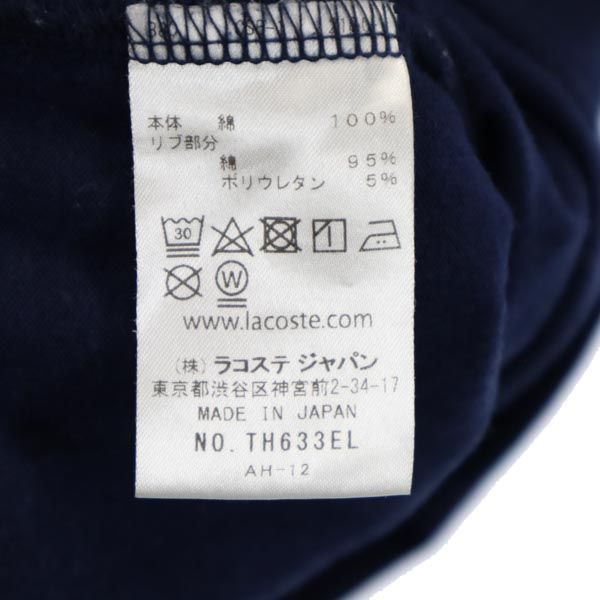 本体 綿 100%
リブ部分
綿 95%
ポリウレタン 5%
30
W
www.lacoste.com
(株) ラコステ ジャパン
東京都渋谷区神宮前2-34-17
MADE IN JAPAN
NO. TH633EL
AH-12